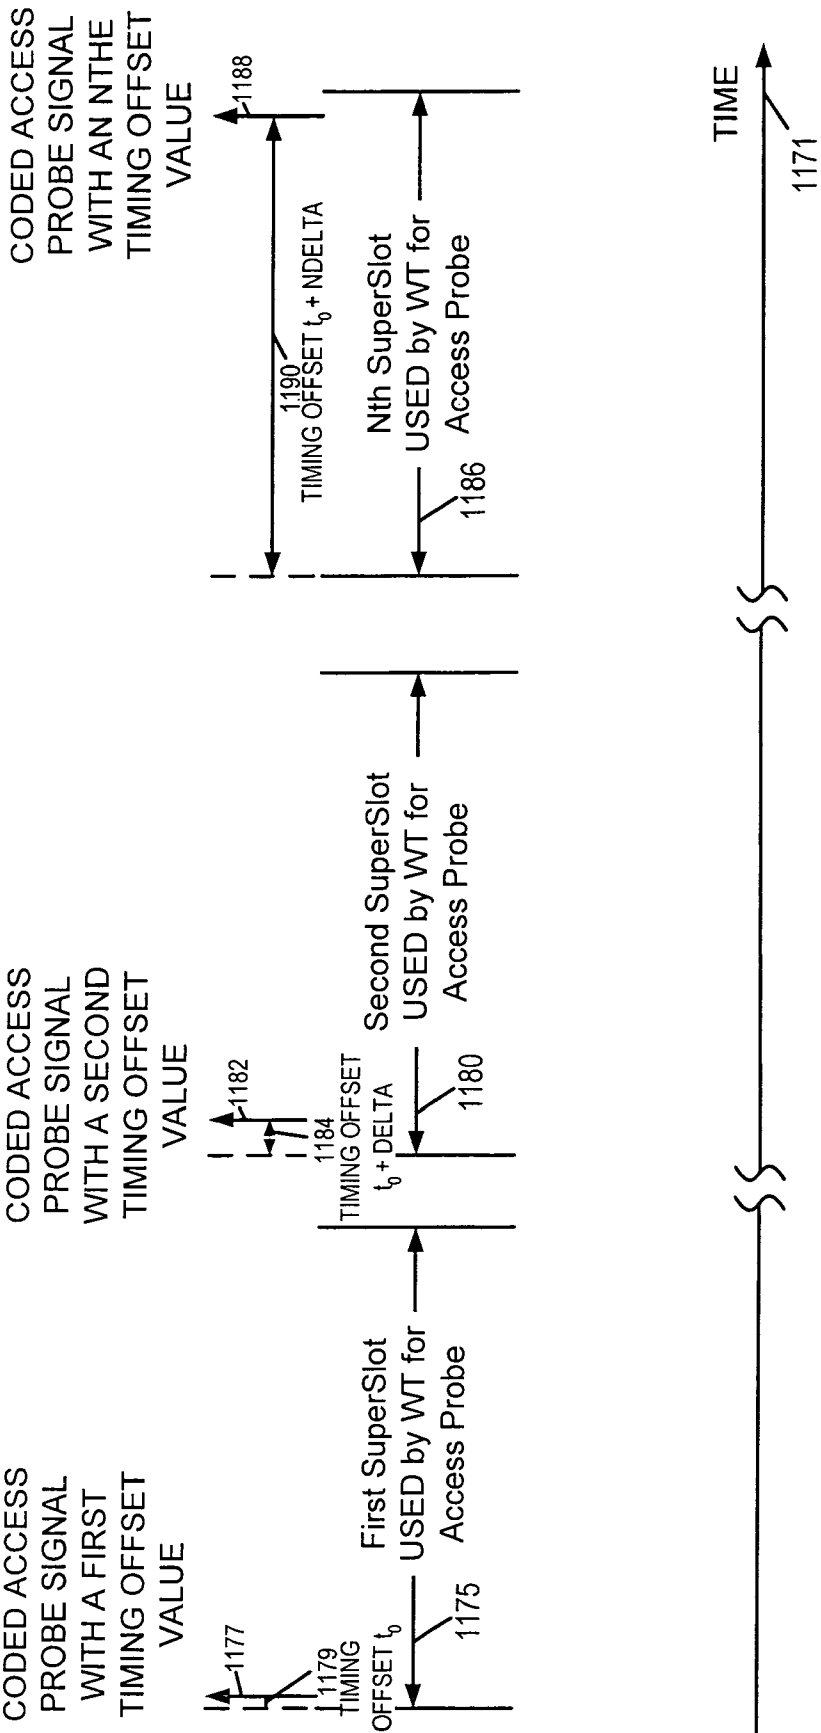 CODED ACCESS
PROBE SIGNAL
WITH A FIRST
TIMING OFFSET
VALUE
1177
1179
TIMING
OFFSET t0
First SuperSlot
USED by WT for
Access Probe
1175
CODED ACCESS
PROBE SIGNAL
WITH A SECOND
TIMING OFFSET
VALUE
1182
1184
TIMING OFFSET
t0 + DELTA
Second SuperSlot
USED by WT for
Access Probe
1180
CODED ACCESS
PROBE SIGNAL
WITH AN NTHE
TIMING OFFSET
VALUE
1188
1190
TIMING OFFSET t0 + NDELTA
Nth SuperSlot
USED by WT for
Access Probe
1186
TIME
1171